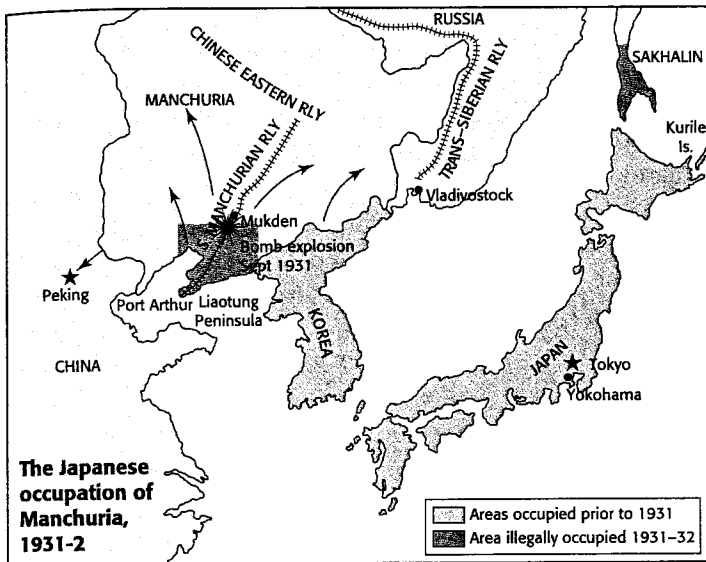 RUSSIA
CHINESE EASTERN RLY
SAKHALIN
MANCHURIA
TRANS-SIBERIAN RLY
Kurile
Is.
MANCHURIAN RLY
Vladivostock
Mukden
Bomb explosion
Sept 1931
Peking
Port Arthur
Liaotung
Peninsula
KOREA
CHINA
JAPAN
Tokyo
Yokohama
The Japanese
occupation of
Manchuria,
1931-2
Areas occupied prior to 1931
Area illegally occupied 1931-32